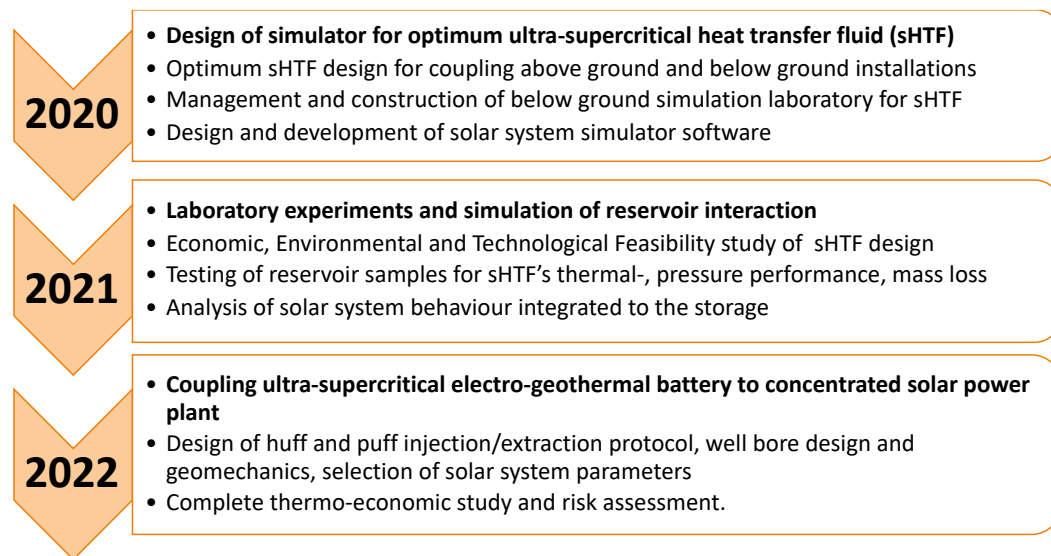 2020
• Design of simulator for optimum ultra-supercritical heat transfer fluid (sHTF)
• Optimum sHTF design for coupling above ground and below ground installations
• Management and construction of below ground simulation laboratory for sHTF
• Design and development of solar system simulator software
2021
• Laboratory experiments and simulation of reservoir interaction
• Economic, Environmental and Technological Feasibility study of  sHTF design
• Testing of reservoir samples for sHTF’s thermal-, pressure performance, mass loss
• Analysis of solar system behaviour integrated to the storage
2022
• Coupling ultra-supercritical electro-geothermal battery to concentrated solar power
plant
• Design of huff and puff injection/extraction protocol, well bore design and
geomechanics, selection of solar system parameters
• Complete thermo-economic study and risk assessment.